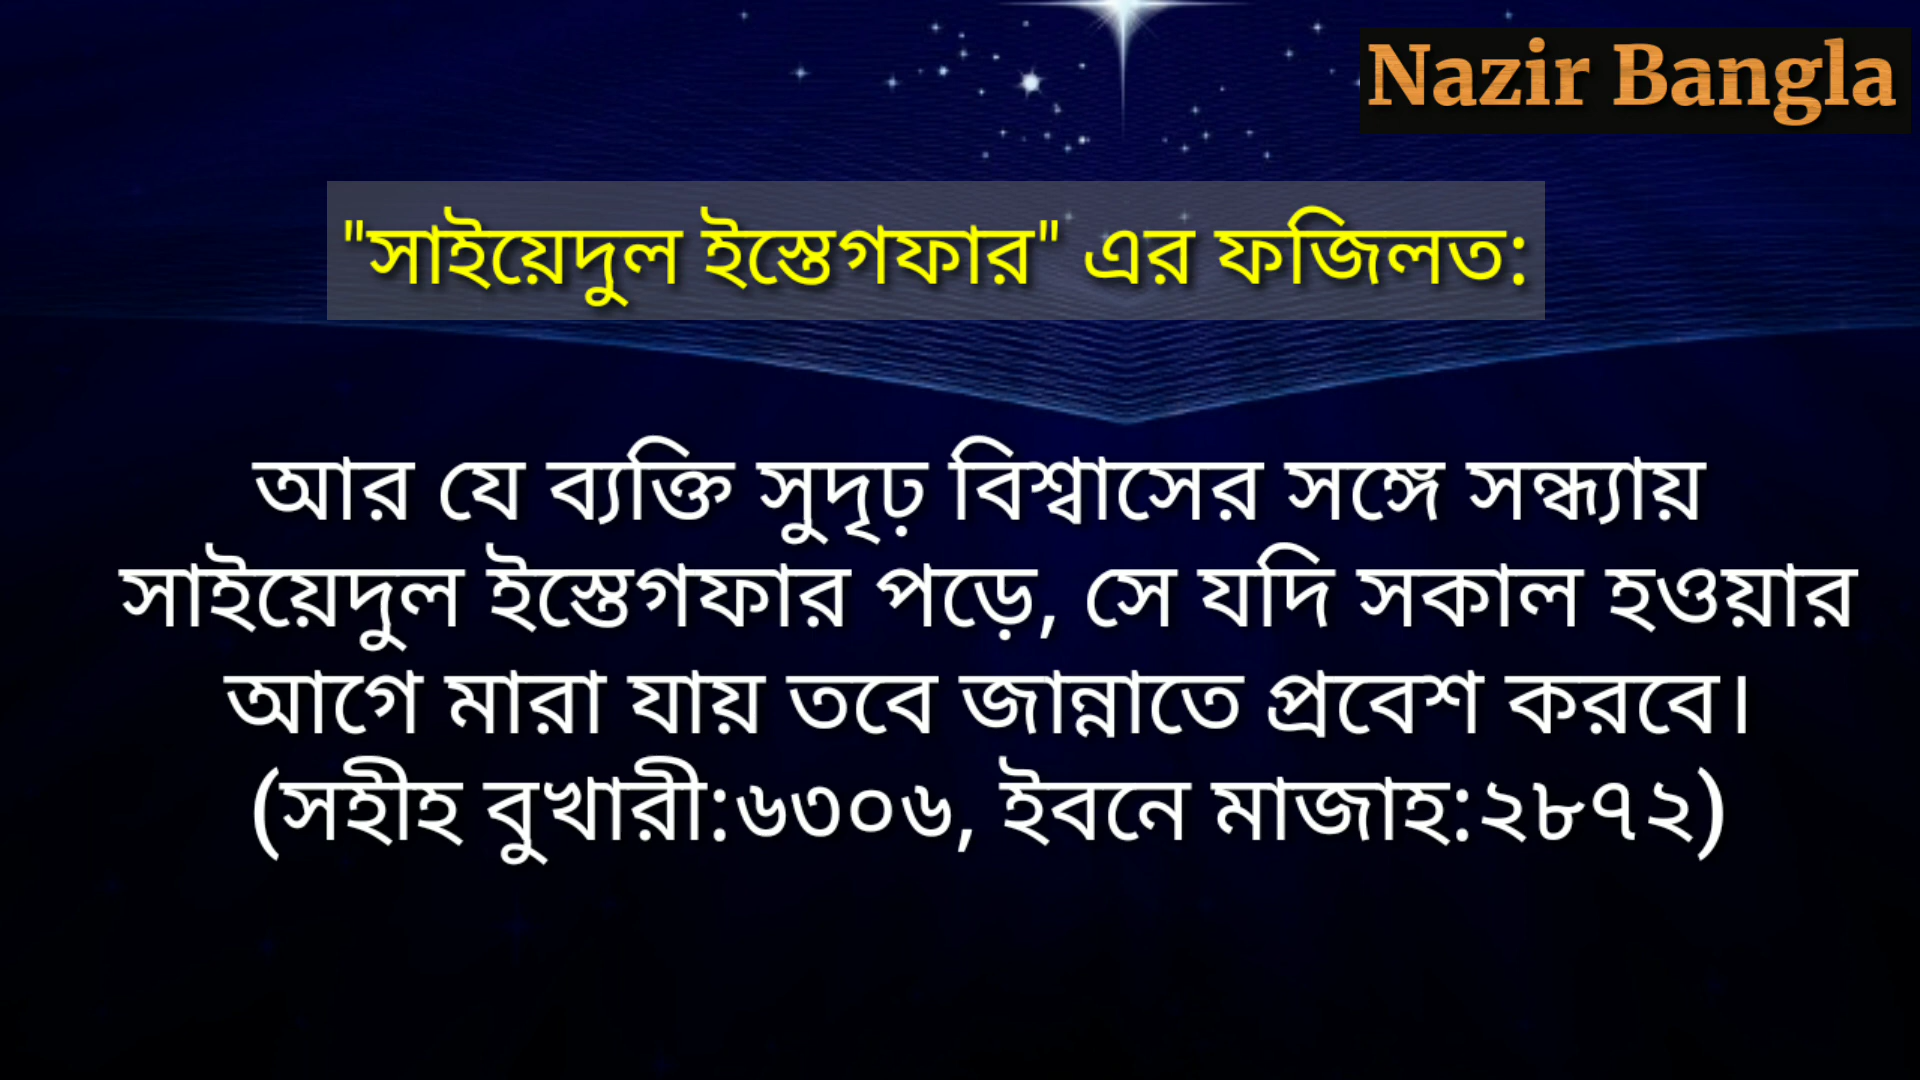 Nazir Bangla
"সাইয়েদুল ইস্তেগফার" এর ফজিলত:
আর যে ব্যক্তি সুদৃঢ় বিশ্বাসের সঙ্গে সন্ধ্যায়
সাইয়েদুল ইস্তেগফার পড়ে, সে যদি সকাল হওয়ার
আগে মারা যায় তবে জান্নাতে প্রবেশ করবে।
(সহীহ বুখারী:৬৩০৬, ইবনে মাজাহ:২৮৭২)